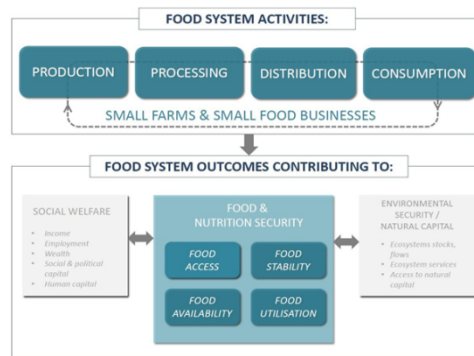 FOOD SYSTEM ACTIVITIES:
PRODUCTION
PROCESSING
DISTRIBUTION
CONSUMPTION
SMALL FARMS & SMALL FOOD BUSINESSES
FOOD SYSTEM OUTCOMES CONTRIBUTING TO:
SOCIAL WELFARE
• Income
• Employment
• Wealth
• Social & political
capital
• Human capital
FOOD &
NUTRITION SECURITY
FOOD
ACCESS
FOOD
STABILITY
FOOD
AVAILABILITY
FOOD
UTILISATION
ENVIRONMENTAL
SECURITY /
NATURAL CAPITAL
• Ecosystems stocks,
flows
• Ecosystem services
• Access to natural
capital